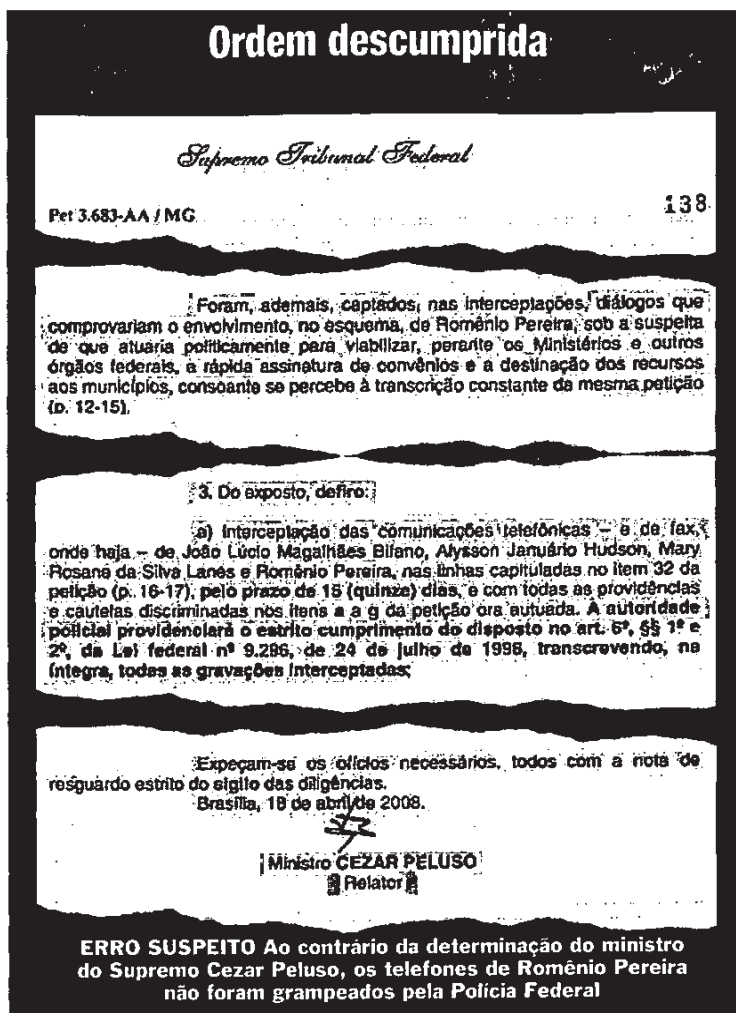 Ordem descumprida
Supremo Tribunal Federal
Pet 3.683-AA / MG
138
Foram, ademais, captados, nas interceptações, diálogos que
comprovariam o envolvimento, no esquema, de Romênio Pereira, sob a suspeita
de que atuaria politicamente para viabilizar, perante os Ministérios e outros
órgãos federais, a rápida assinatura de convênios e a destinação dos recursos
aos municípios, consoante se percebe à transcrição constante da mesma petição
(p. 12-15).
3. Do exposto, defiro:
a) interceptação das comunicações telefônicas – e de fax,
onde haja – de João Lúcio Magalhães Bifano, Alysson Januário Hudson, Mary
Rosane da Silva Lanes e Romênio Pereira, nas linhas capituladas no item 32 da
petição (p. 16-17), pelo prazo de 15 (quinze) dias, e com todas as providências
e cautelas discriminadas nos itens a a g da petição ora autuada. A autoridade
policial providenciará o estrito cumprimento do disposto no art. 6º, §§ 1º e
2º, da Lei federal nº 9.296, de 24 de julho de 1996, transcrevendo, na
íntegra, todas as gravações interceptadas;
Expeçam-se os ofícios necessários, todos com a nota de
resguardo estrito do sigilo das diligências.
Brasília, 18 de abril de 2008.
Ministro CEZAR PELUSO
Relator
ERRO SUSPEITO Ao contrário da determinação do ministro
do Supremo Cezar Peluso, os telefones de Romênio Pereira
não foram grampeados pela Polícia Federal